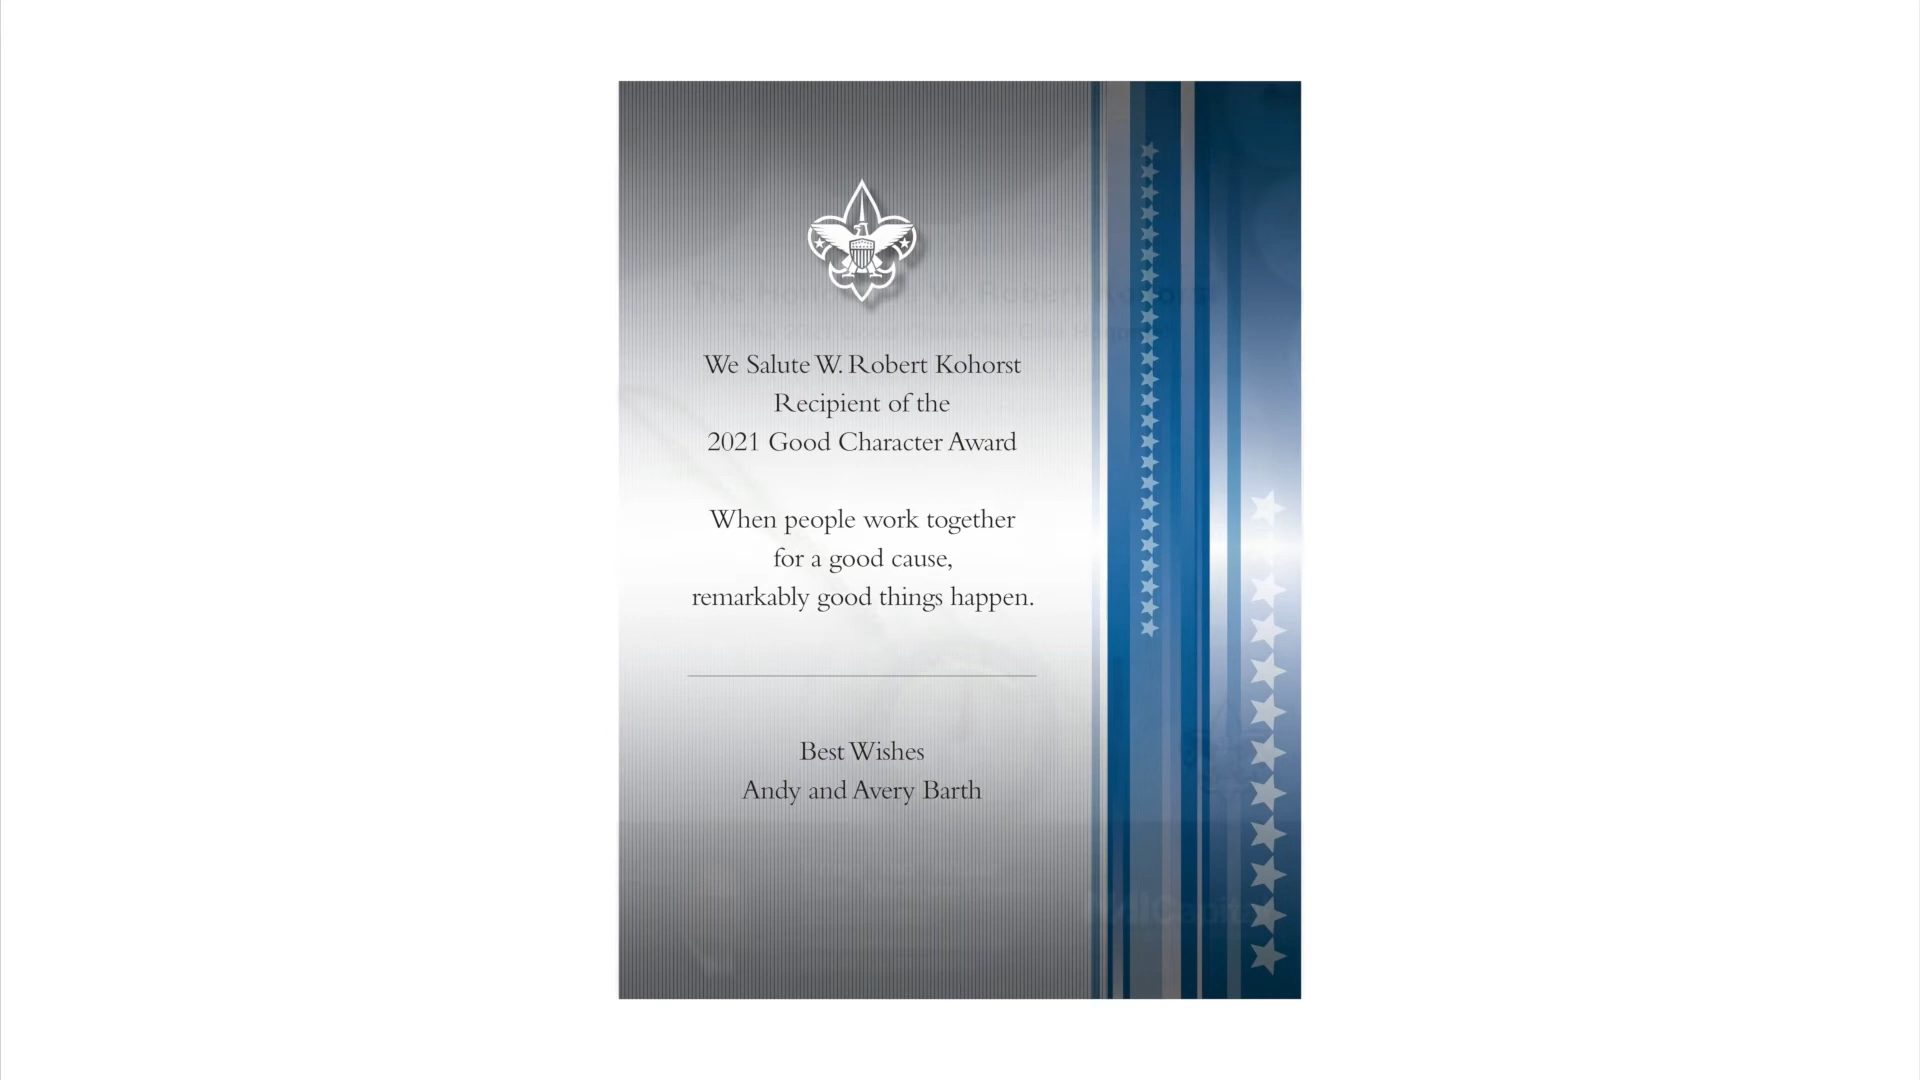 We Salute W. Robert Kohorst
Recipient of the
2021 Good Character Award
When people work together
for a good cause,
remarkably good things happen.
Best Wishes
Andy and Avery Barth